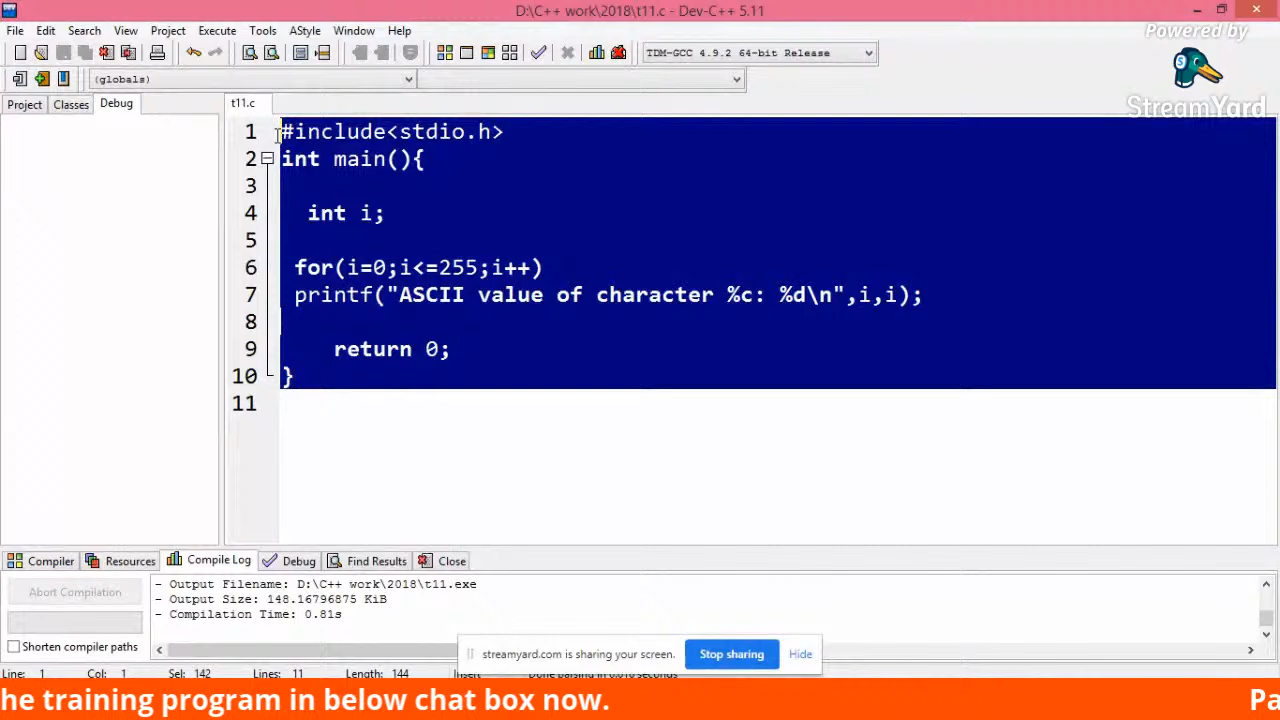 D:\C++ work\2018\t11.c - Dev-C++ 5.11
File Edit Search View Project Execute Tools AStyle Window Help
Powered by
StreamYard
TDM-GCC 4.9.2 64-bit Release
(globals)
Project Classes Debug
t11.c
1 #include<stdio.h>
2 int main(){
3
4 int i;
5
6 for(i=0;i<=255;i++)
7 printf("ASCII value of character %c: %d\n",i,i);
8
9 return 0;
10 }
11
Compiler Resources Compile Log Debug Find Results Close
Abort Compilation
- Output Filename: D:\C++ work\2018\t11.exe
- Output Size: 148.16796875 KiB
- Compilation Time: 0.81s
Shorten compiler paths
streamyard.com is sharing your screen. Stop sharing Hide
Line: 1 Col: 1 Sel: 142 Lines: 11 Length: 144 Insert Done parsing in 0.016 seconds
he training program in below chat box now. Pa